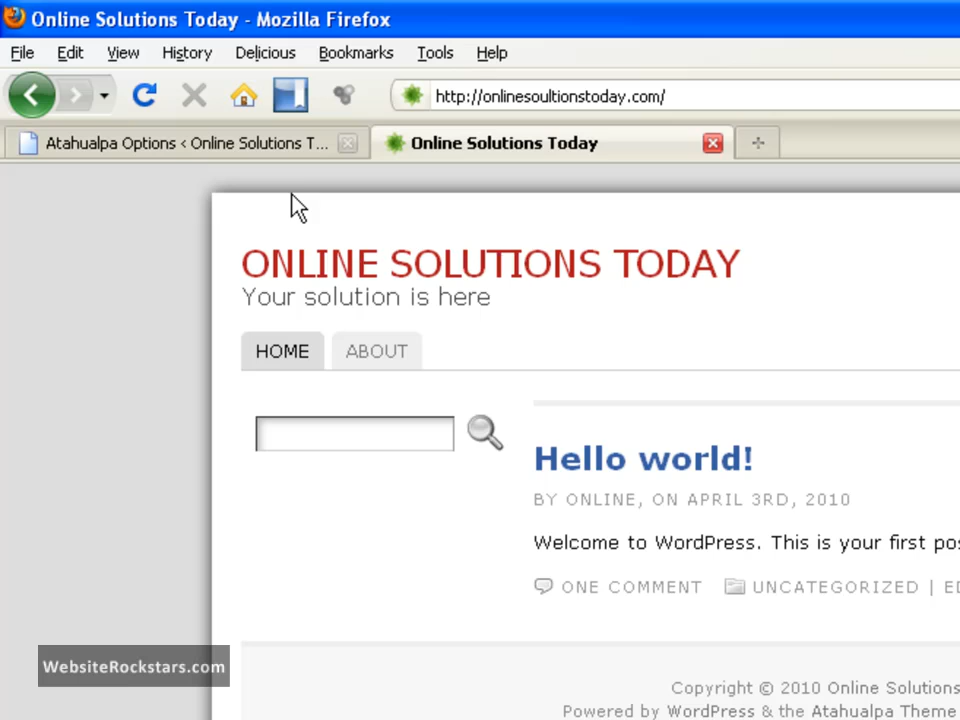 Online Solutions Today - Mozilla Firefox
File Edit View History Delicious Bookmarks Tools Help
http://onlinesoultionstoday.com/
Atahualpa Options < Online Solutions T... Online Solutions Today
ONLINE SOLUTIONS TODAY
Your solution is here
HOME ABOUT
Hello world!
BY ONLINE, ON APRIL 3RD, 2010
Welcome to WordPress. This is your first pos
ONE COMMENT UNCATEGORIZED | ED
WebsiteRockstars.com
Copyright © 2010 Online Solutions
Powered by WordPress & the Atahualpa Theme